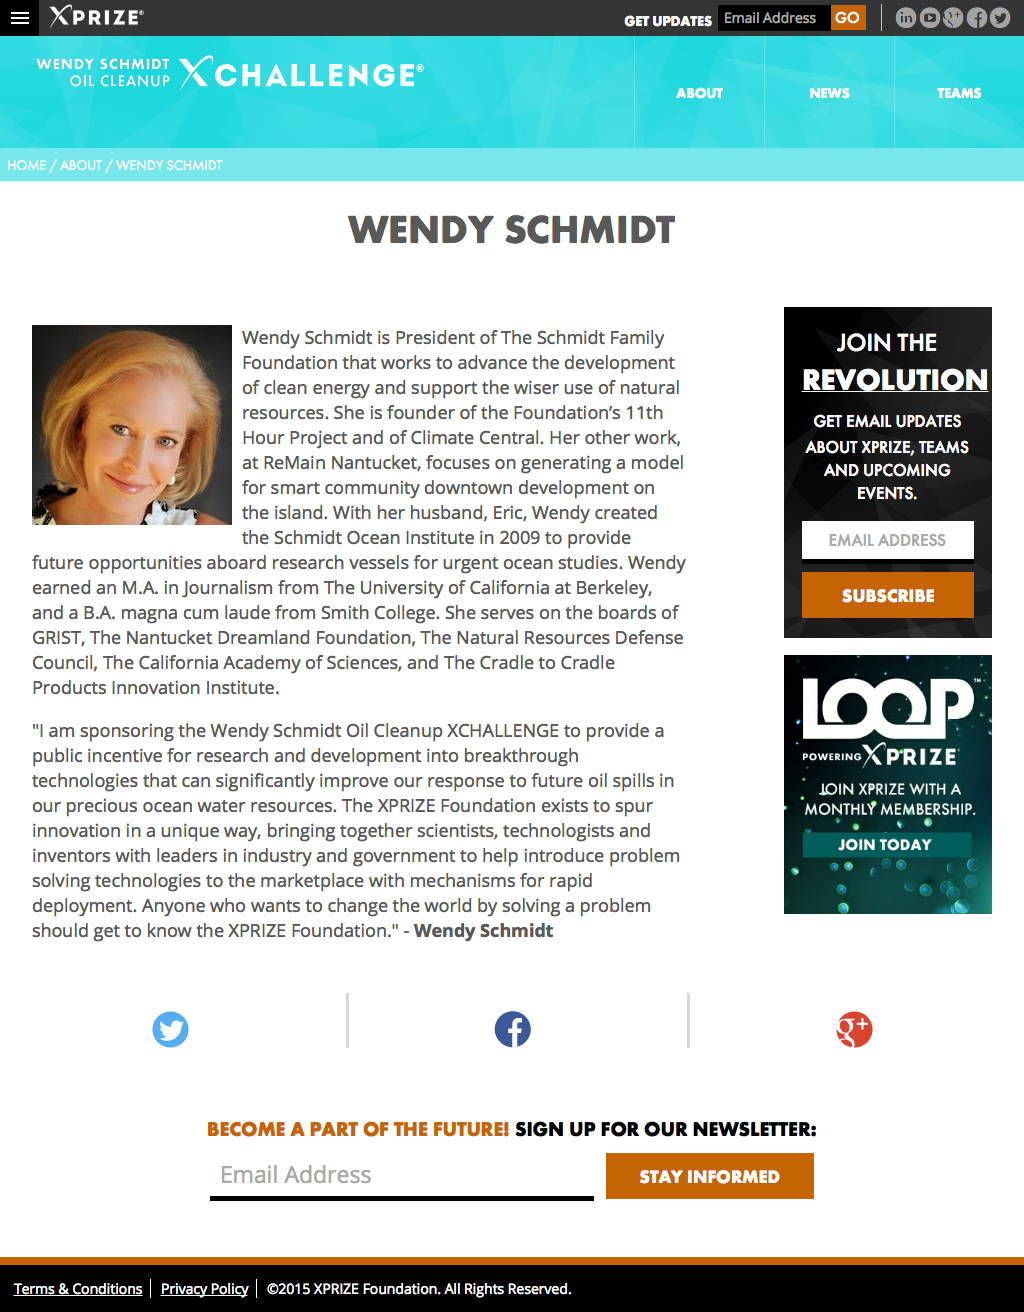 XPRIZE®
GET UPDATES
Email Address
GO
WENDY SCHMIDT
OIL CLEANUP
XCHALLENGE®
ABOUT
NEWS
TEAMS
HOME / ABOUT / WENDY SCHMIDT
WENDY SCHMIDT
Wendy Schmidt is President of The Schmidt Family
Foundation that works to advance the development
of clean energy and support the wiser use of natural
resources. She is founder of the Foundation’s 11th
Hour Project and of Climate Central. Her other work,
at ReMain Nantucket, focuses on generating a model
for smart community downtown development on
the island. With her husband, Eric, Wendy created
the Schmidt Ocean Institute in 2009 to provide
future opportunities aboard research vessels for urgent ocean studies. Wendy
earned an M.A. in Journalism from The University of California at Berkeley,
and a B.A. magna cum laude from Smith College. She serves on the boards of
GRIST, The Nantucket Dreamland Foundation, The Natural Resources Defense
Council, The California Academy of Sciences, and The Cradle to Cradle
Products Innovation Institute.
"I am sponsoring the Wendy Schmidt Oil Cleanup XCHALLENGE to provide a
public incentive for research and development into breakthrough
technologies that can significantly improve our response to future oil spills in
our precious ocean water resources. The XPRIZE Foundation exists to spur
innovation in a unique way, bringing together scientists, technologists and
inventors with leaders in industry and government to help introduce problem
solving technologies to the marketplace with mechanisms for rapid
deployment. Anyone who wants to change the world by solving a problem
should get to know the XPRIZE Foundation." - Wendy Schmidt
JOIN THE
REVOLUTION
GET EMAIL UPDATES
ABOUT XPRIZE, TEAMS
AND UPCOMING
EVENTS.
EMAIL ADDRESS
SUBSCRIBE
LOOP™
POWERING XPRIZE
JOIN XPRIZE WITH A
MONTHLY MEMBERSHIP.
JOIN TODAY
BECOME A PART OF THE FUTURE! SIGN UP FOR OUR NEWSLETTER:
Email Address
STAY INFORMED
Terms & Conditions
Privacy Policy
©2015 XPRIZE Foundation. All Rights Reserved.